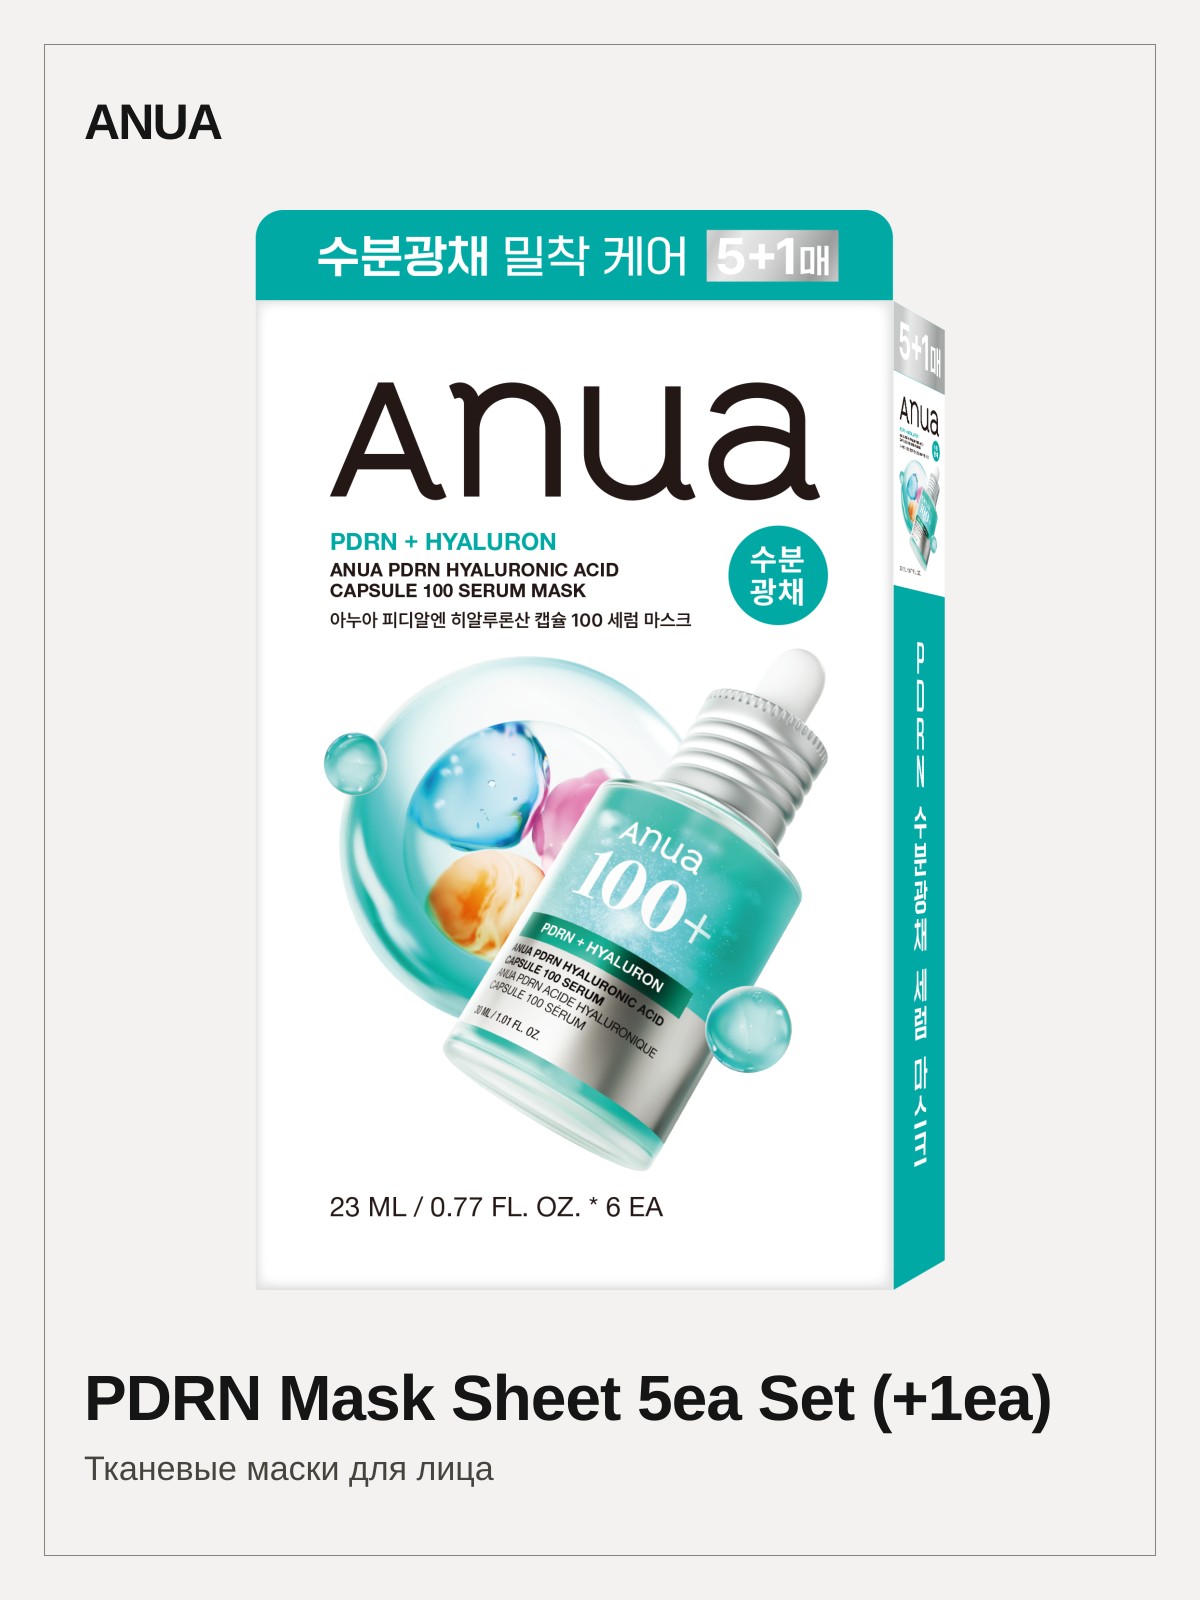 ANUA
수분광채 밀착 케어 5+1매
Anua
PDRN + HYALURON
ANUA PDRN HYALURONIC ACID
CAPSULE 100 SERUM MASK
아누아 피디알엔 히알루론산 캡슐 100 세럼 마스크
수분
광채
Anua
100+
PDRN + HYALURON
ANUA PDRN HYALURONIC ACID
CAPSULE 100 SERUM
ANUA PDRN ACIDE HYALURONIQUE
CAPSULE 100 SÉRUM
30 ML / 1.01 FL. OZ.
23 ML / 0.77 FL. OZ. * 6 EA
5+1매
Anua
PDRN 수분광채 세럼 마스크
PDRN Mask Sheet 5ea Set (+1ea)
Тканевые маски для лица